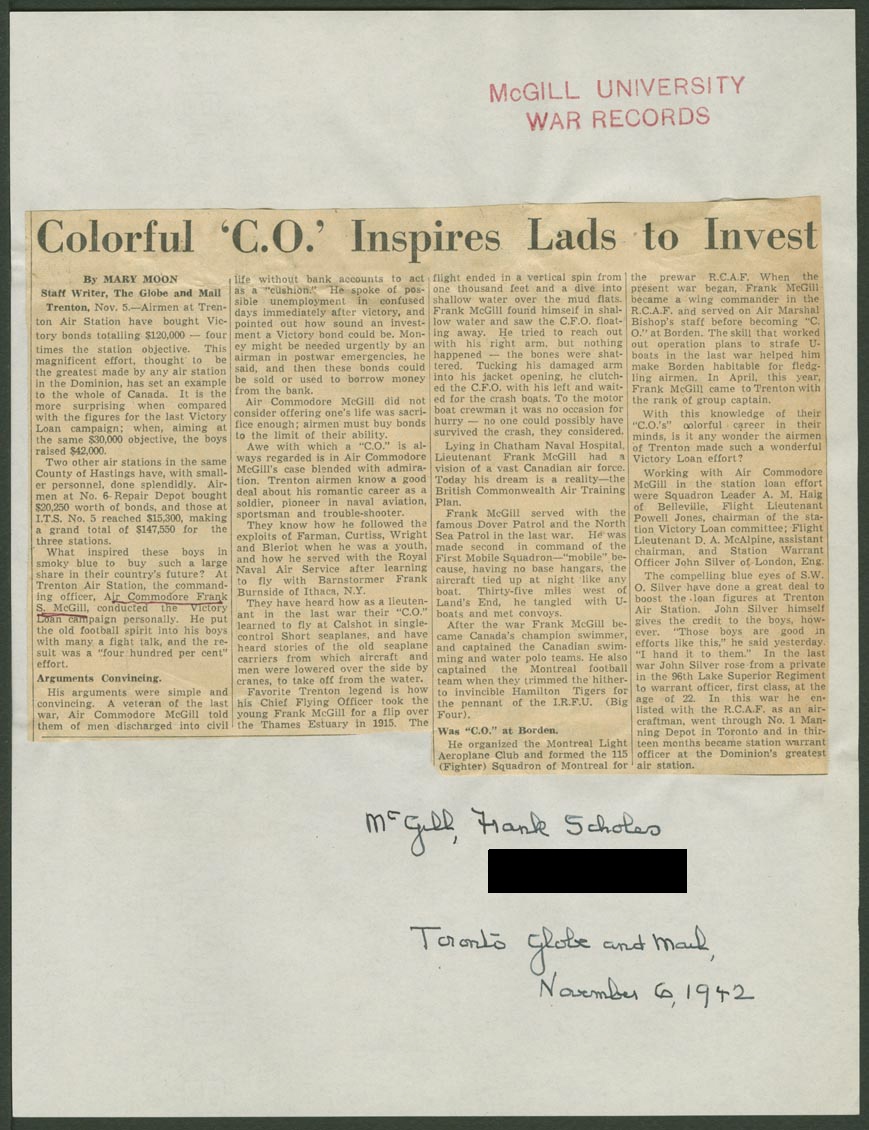 McGILL UNIVERSITY
WAR RECORDS
Colorful ‘C.O.’ Inspires Lads to Invest
By MARY MOON
Staff Writer, The Globe and Mail
Trenton, Nov. 5.—Airmen at Tren-
ton Air Station have bought Vic-
tory bonds totalling $120,000 — four
times the station objective. This
magnificent effort, thought to be
the greatest made by any air station
in the Dominion, has set an example
to the whole of Canada. It is the
more surprising when compared
with the figures for the last Victory
Loan campaign; when, aiming at
the same $30,000 objective, the boys
raised $42,000.
Two other air stations in the same
County of Hastings have, with small-
er personnel, done splendidly. Air-
men at No. 6 Repair Depot bought
$20,250 worth of bonds, and those at
I.T.S. No. 5 reached $15,300, making
a grand total of $147,550 for the
three stations.
What inspired these boys in
smoky blue to buy such a large
share in their country's future? At
Trenton Air Station, the command-
ing officer, Air Commodore Frank
S. McGill, conducted the Victory
Loan campaign personally. He put
the old football spirit into his boys
with many a fight talk, and the re-
sult was a “four hundred per cent”
effort.
Arguments Convincing.
His arguments were simple and
convincing. A veteran of the last
war, Air Commodore McGill told
them of men discharged into civil
life without bank accounts to act
as a “cushion.” He spoke of pos-
sible unemployment in confused
days immediately after victory, and
pointed out how sound an invest-
ment a Victory bond could be. Mon-
ey might be needed urgently by an
airman in postwar emergencies, he
said, and then these bonds could
be sold or used to borrow money
from the bank.
Air Commodore McGill did not
consider offering one's life was sacri-
fice enough; airmen must buy bonds
to the limit of their ability.
Awe with which a “C.O.” is al-
ways regarded is in Air Commodore
McGill's case blended with admira-
tion. Trenton airmen know a good
deal about his romantic career as a
soldier, pioneer in naval aviation,
sportsman and trouble-shooter.
They know how he followed the
exploits of Farman, Curtiss, Wright
and Bleriot when he was a youth,
and how he served with the Royal
Naval Air Service after learning
to fly with Barnstormer Frank
Burnside of Ithaca, N.Y.
They have heard how as a lieuten-
ant in the last war their “C.O.”
learned to fly at Calshot in single-
control Short seaplanes, and have
heard stories of the old seaplane
carriers from which aircraft and
men were lowered over the side by
cranes, to take off from the water.
Favorite Trenton legend is how
his Chief Flying Officer took the
young Frank McGill for a flip over
the Thames Estuary in 1915. The
flight ended in a vertical spin from
one thousand feet and a dive into
shallow water over the mud flats.
Frank McGill found himself in shal-
low water and saw the C.F.O. float-
ing away. He tried to reach out
with his right arm, but nothing
happened — the bones were shat-
tered. Tucking his damaged arm
into his jacket opening, he clutch-
ed the C.F.O. with his left and wait-
ed for the crash boats. To the motor
boat crewman it was no occasion for
hurry — no one could possibly have
survived the crash, they considered.
Lying in Chatham Naval Hospital,
Lieutenant Frank McGill had a
vision of a vast Canadian air force.
Today his dream is a reality—the
British Commonwealth Air Training
Plan.
Frank McGill served with the
famous Dover Patrol and the North
Sea Patrol in the last war. He was
made second in command of the
First Mobile Squadron—“mobile” be-
cause, having no base hangars, the
aircraft tied up at night like any
boat. Thirty-five miles west of
Land's End, he tangled with U-
boats and met convoys.
After the war Frank McGill be-
came Canada's champion swimmer,
and captained the Canadian swim-
ming and water polo teams. He also
captained the Montreal football
team when they trimmed the hither-
to invincible Hamilton Tigers for
the pennant of the I.R.F.U. (Big
Four).
Was “C.O.” at Borden.
He organized the Montreal Light
Aeroplane Club and formed the 115
(Fighter) Squadron of Montreal for
the prewar R.C.A.F. When the
present war began, Frank McGill
became a wing commander in the
R.C.A.F. and served on Air Marshal
Bishop's staff before becoming “C.
O.” at Borden. The skill that worked
out operation plans to strafe U-
boats in the last war helped him
make Borden habitable for fledg-
ling airmen. In April, this year,
Frank McGill came to Trenton with
the rank of group captain.
With this knowledge of their
“C.O.'s” colorful career in their
minds, is it any wonder the airmen
of Trenton made such a wonderful
Victory Loan effort?
Working with Air Commodore
McGill in the station loan effort
were Squadron Leader A. M. Haig
of Belleville, Flight Lieutenant
Powell Jones, chairman of the sta-
tion Victory Loan committee; Flight
Lieutenant D. A. McAlpine, assistant
chairman, and Station Warrant
Officer John Silver of London, Eng.
The compelling blue eyes of S.W.
O. Silver have done a great deal to
boost the loan figures at Trenton
Air Station. John Silver himself
gives the credit to the boys, how-
ever. “Those boys are good in
efforts like this,” he said yesterday.
“I hand it to them.” In the last
war John Silver rose from a private
in the 96th Lake Superior Regiment
to warrant officer, first class, at the
age of 22. In this war he en-
listed with the R.C.A.F. as an air-
craftman, went through No. 1 Man-
ning Depot in Toronto and in thir-
teen months became station warrant
officer at the Dominion's greatest
air station.
McGill, Frank Scholes
Toronto Globe and Mail,
November 6, 1942